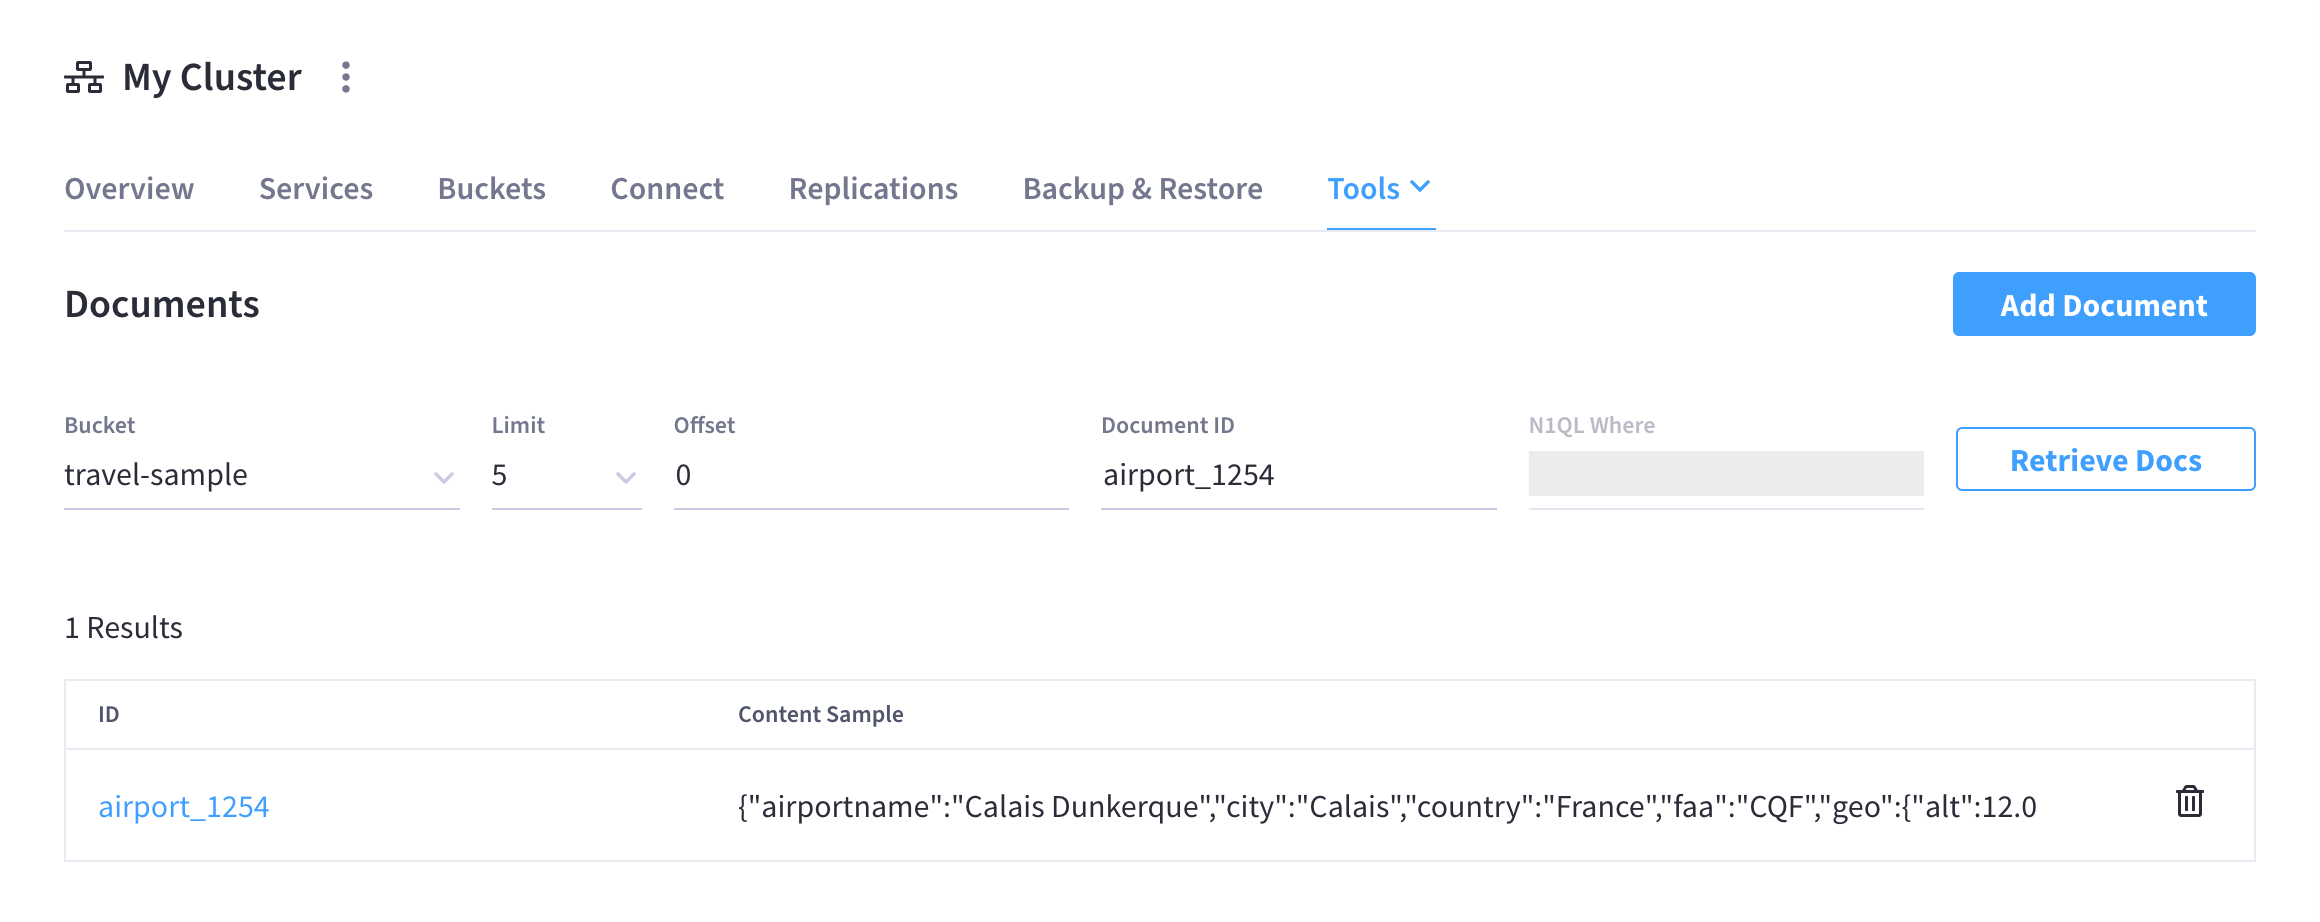 My Cluster
Overview Services Buckets Connect Replications Backup & Restore Tools
Documents
Add Document
Bucket Limit Offset Document ID N1QL Where
travel-sample 5 0 airport_1254
Retrieve Docs
1 Results
ID Content Sample
airport_1254 {"airportname":"Calais Dunkerque","city":"Calais","country":"France","faa":"CQF","geo":{"alt":12.0